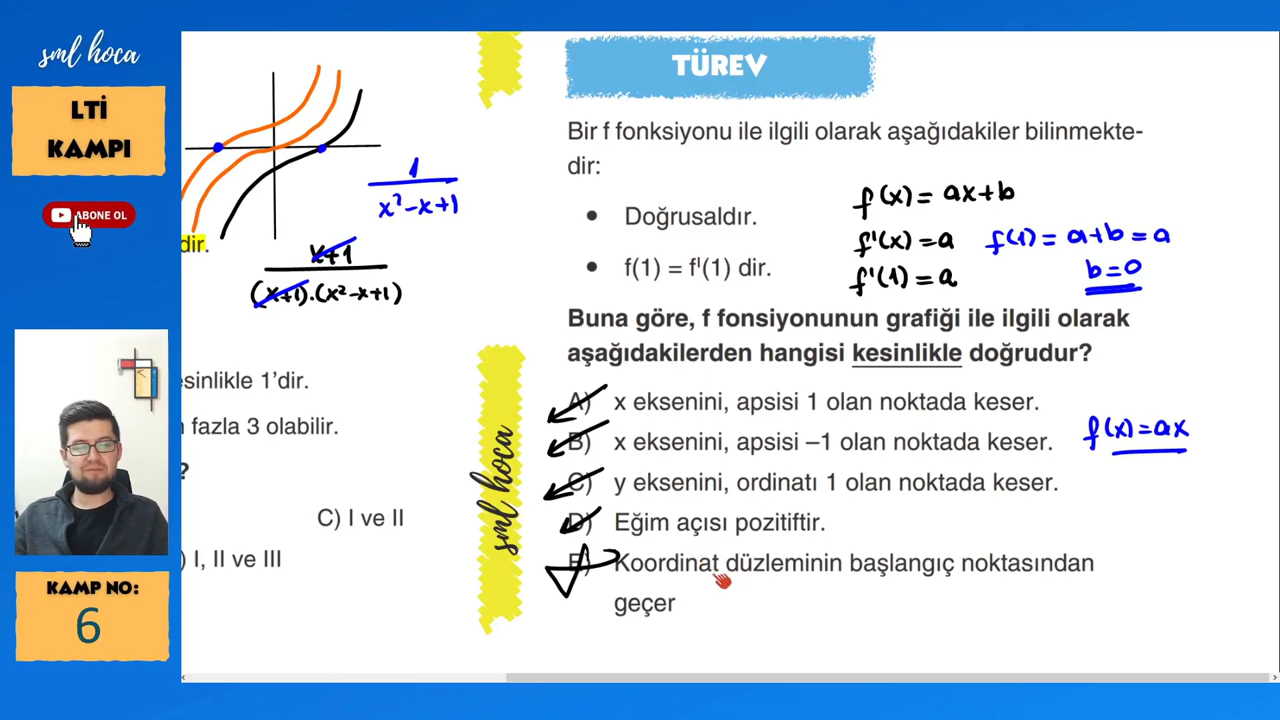 sml hoca
LTİ
KAMPI
ABONE OL
KAMP NO:
6
1
x²-x+1
dir.
x+1
(x+1).(x²-x+1)
esinlikle 1'dir.
n fazla 3 olabilir.
?
C) I ve II
) I, II ve III
sml hoca
TÜREV
Bir f fonksiyonu ile ilgili olarak aşağıdakiler bilinmekte-
dir:
• Doğrusaldır.
• f(1) = f'(1) dir.
f(x) = ax+b
f'(x) = a
f'(1) = a
f(1) = a+b = a
b=0
Buna göre, f fonsiyonunun grafiği ile ilgili olarak
aşağıdakilerden hangisi kesinlikle doğrudur?
A) x eksenini, apsisi 1 olan noktada keser.
B) x eksenini, apsisi –1 olan noktada keser.
C) y eksenini, ordinatı 1 olan noktada keser.
D) Eğim açısı pozitiftir.
E) Koordinat düzleminin başlangıç noktasından
geçer
f(x)=ax